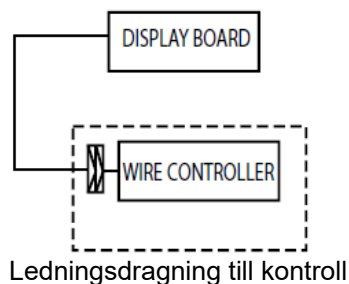 DISPLAY BOARD
WIRE CONTROLLER
Ledningsdragning till kontroll